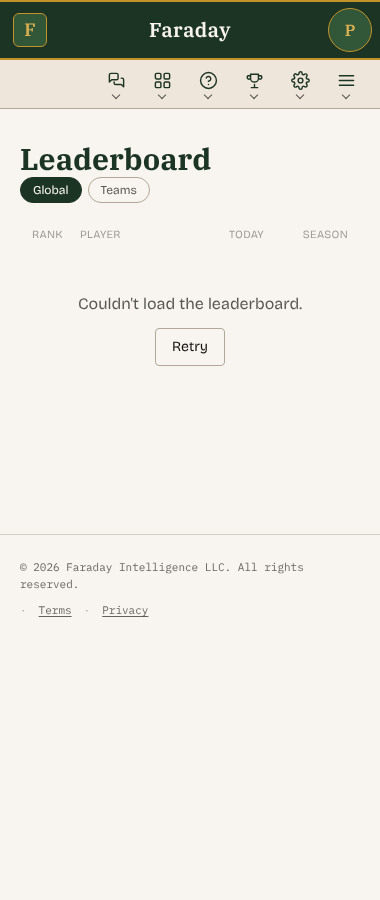 F Faraday P
Leaderboard
Global Teams
RANK PLAYER TODAY SEASON
Couldn't load the leaderboard.
Retry
© 2026 Faraday Intelligence LLC. All rights
reserved.
· Terms · Privacy